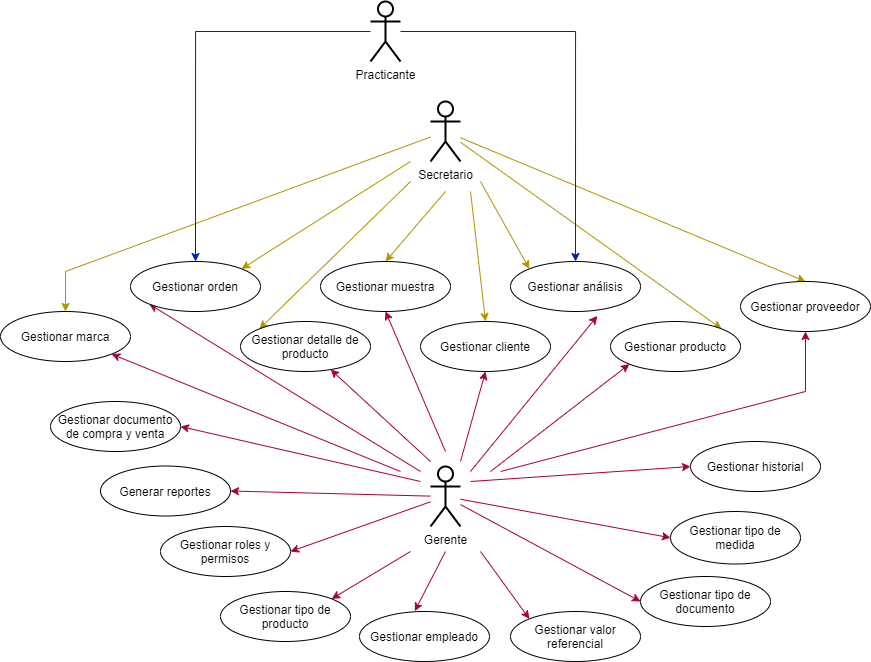 Practicante
Secretario
Gestionar orden
Gestionar muestra
Gestionar análisis
Gestionar proveedor
Gestionar marca
Gestionar detalle de
producto
Gestionar cliente
Gestionar producto
Gestionar documento
de compra y venta
Gestionar historial
Generar reportes
Gerente
Gestionar tipo de
medida
Gestionar roles y
permisos
Gestionar tipo de
documento
Gestionar tipo de
producto
Gestionar empleado
Gestionar valor
referencial